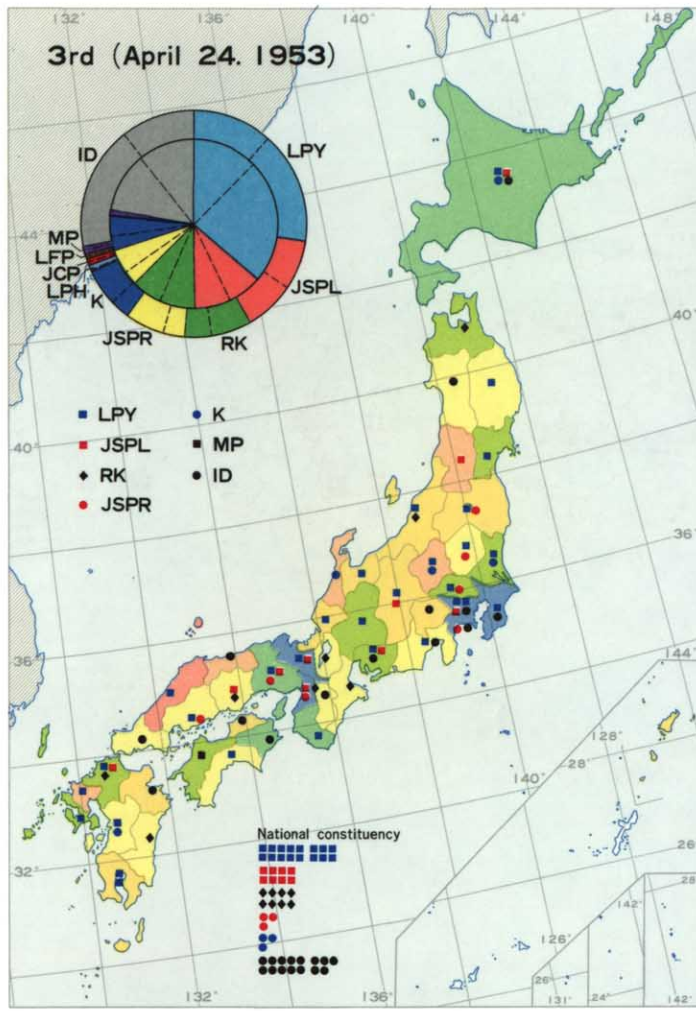 132°
136°
140°
144°
148°
3rd (April 24. 1953)
ID
LPY
44°
MP
LFP
JCP
LPH
K
JSPL
JSPR
RK
40°
LPY
K
JSPL
MP
RK
ID
JSPR
40°
36°
36°
144°
128°
28°
140°
National constituency
32°
26°
28°
142°
126°
26°
24°
132°
136°
131°
142°